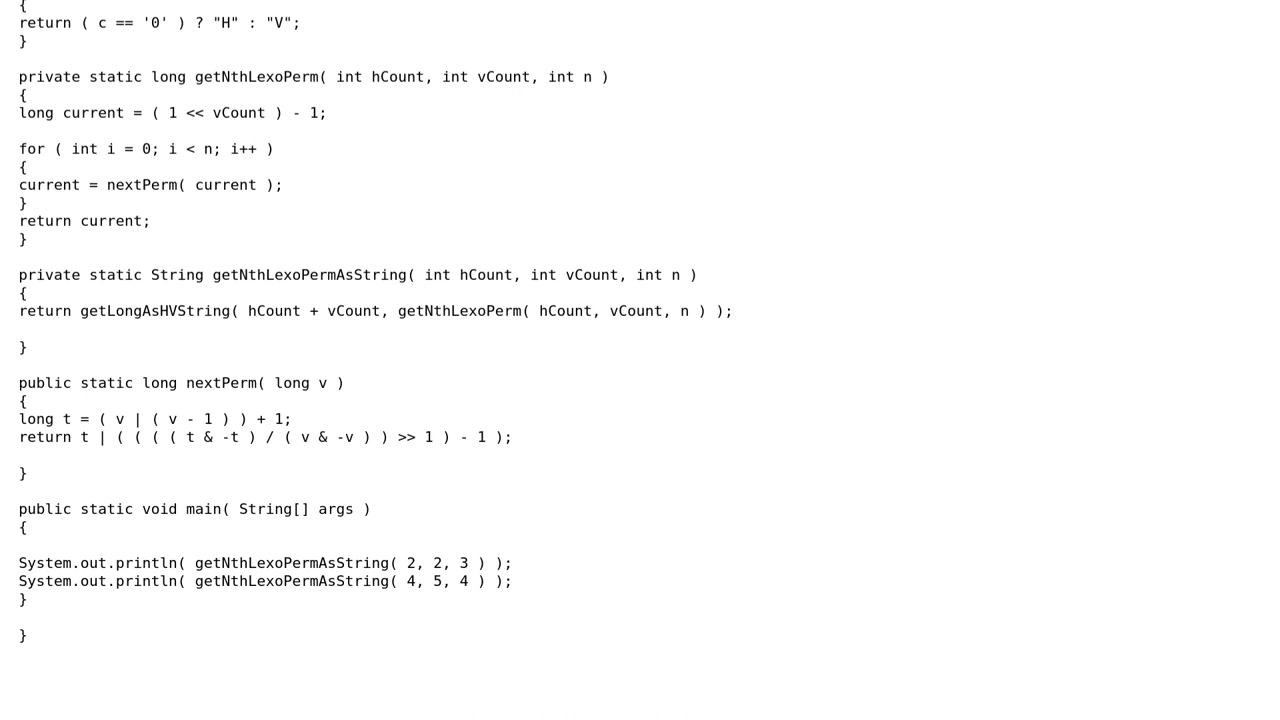 {
return ( c == '0' ) ? "H" : "V";
}
private static long getNthLexoPerm( int hCount, int vCount, int n )
{
long current = ( 1 << vCount ) - 1;
for ( int i = 0; i < n; i++ )
{
current = nextPerm( current );
}
return current;
}
private static String getNthLexoPermAsString( int hCount, int vCount, int n )
{
return getLongAsHVString( hCount + vCount, getNthLexoPerm( hCount, vCount, n ) );
}
public static long nextPerm( long v )
{
long t = ( v | ( v - 1 ) ) + 1;
return t | ( ( ( ( t & -t ) / ( v & -v ) ) >> 1 ) - 1 );
}
public static void main( String[] args )
{
System.out.println( getNthLexoPermAsString( 2, 2, 3 ) );
System.out.println( getNthLexoPermAsString( 4, 5, 4 ) );
}
}